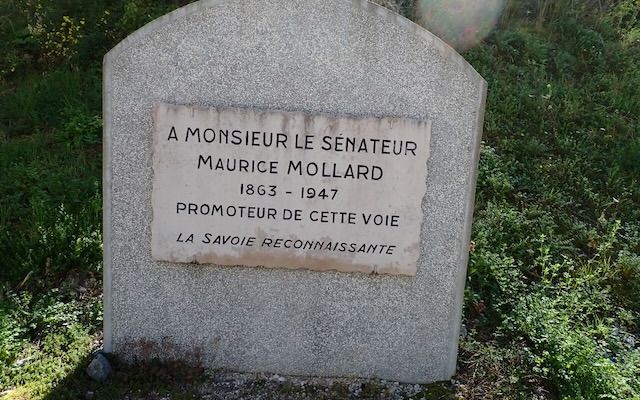 A MONSIEUR LE SÉNATEUR
MAURICE MOLLARD
1863 - 1947
PROMOTEUR DE CETTE VOIE
LA SAVOIE RECONNAISSANTE